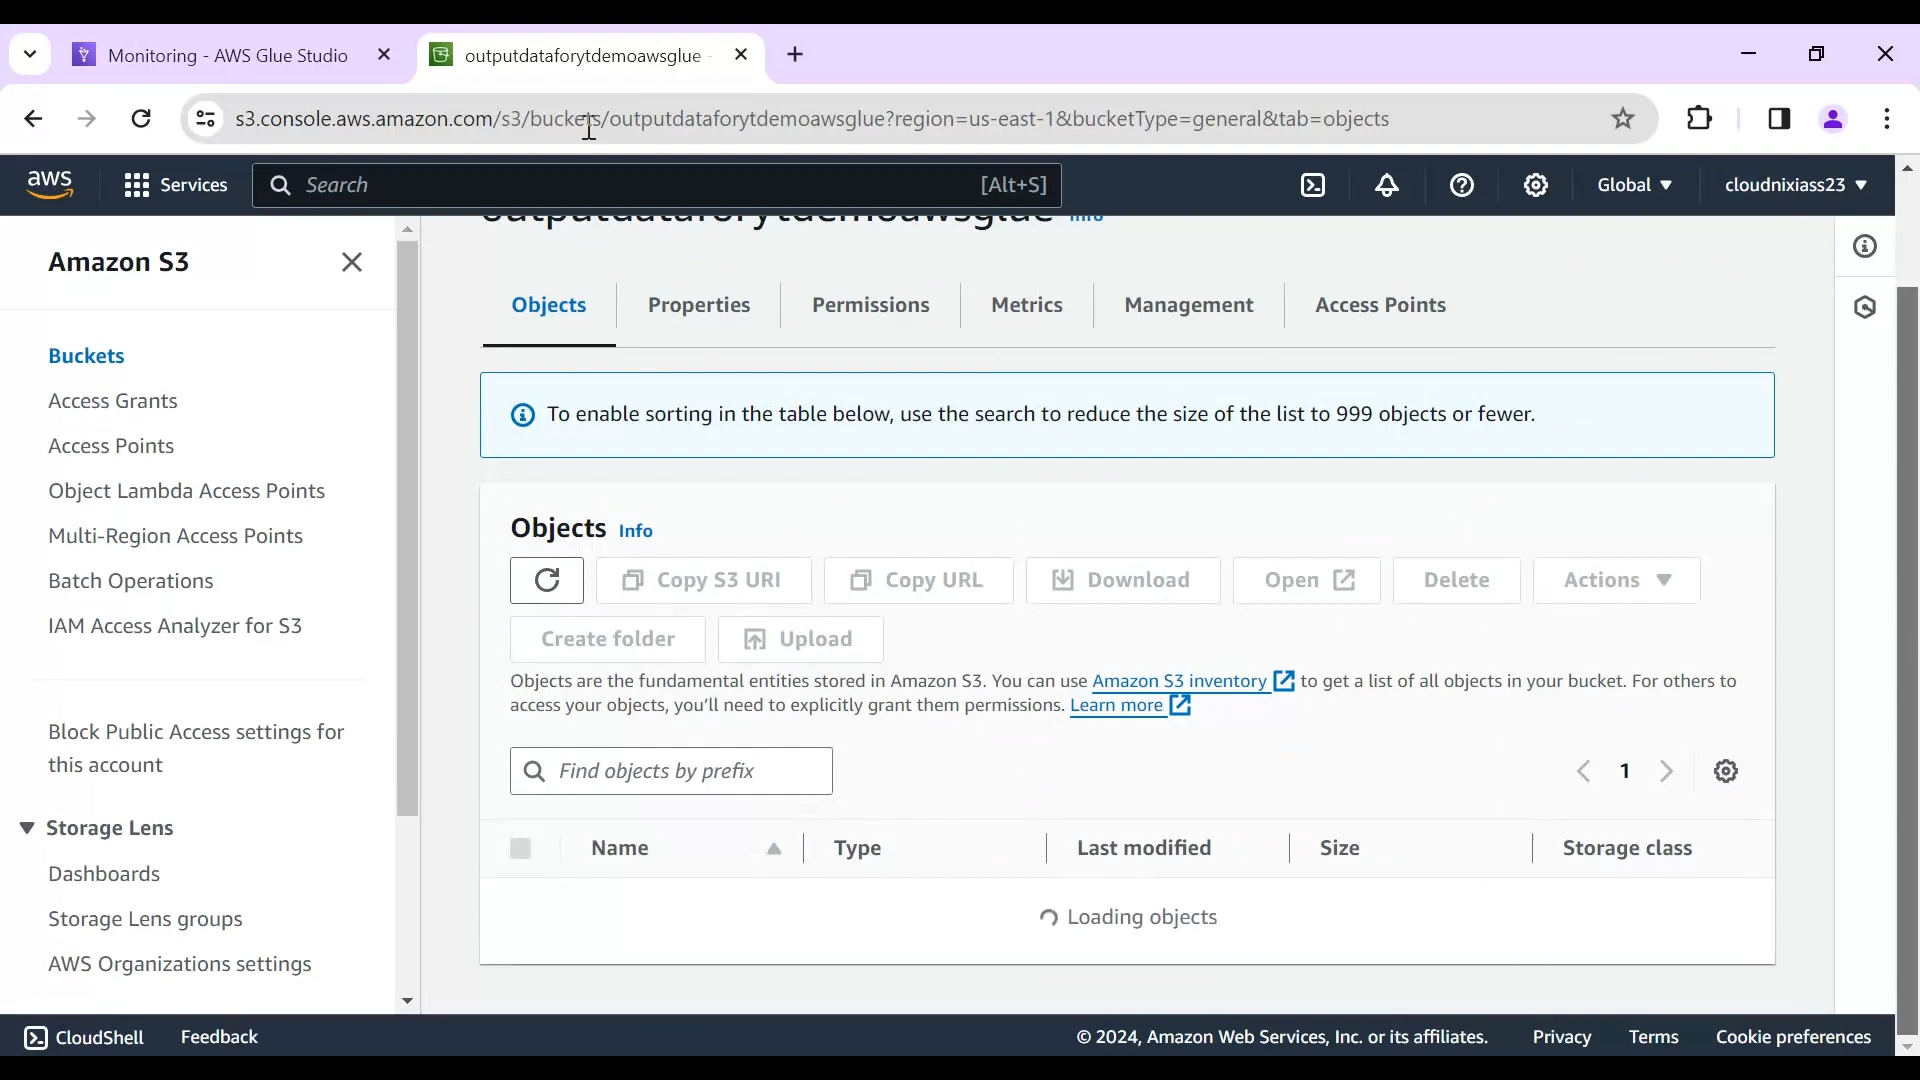 Monitoring - AWS Glue Studio
outputdataforytdemoawsglue -
s3.console.aws.amazon.com/s3/buckets/outputdataforytdemoawsglue?region=us-east-1&bucketType=general&tab=objects
aws
Services
Search
[Alt+S]
Global
cloudnixiass23
outputdataforytdemoawsglue Info
Amazon S3
Buckets
Access Grants
Access Points
Object Lambda Access Points
Multi-Region Access Points
Batch Operations
IAM Access Analyzer for S3
Block Public Access settings for
this account
Storage Lens
Dashboards
Storage Lens groups
AWS Organizations settings
Objects
Properties
Permissions
Metrics
Management
Access Points
To enable sorting in the table below, use the search to reduce the size of the list to 999 objects or fewer.
Objects Info
Copy S3 URI
Copy URL
Download
Open
Delete
Actions
Create folder
Upload
Objects are the fundamental entities stored in Amazon S3. You can use Amazon S3 inventory to get a list of all objects in your bucket. For others to
access your objects, you'll need to explicitly grant them permissions. Learn more
Find objects by prefix
1
Name
Type
Last modified
Size
Storage class
Loading objects
CloudShell
Feedback
© 2024, Amazon Web Services, Inc. or its affiliates.
Privacy
Terms
Cookie preferences